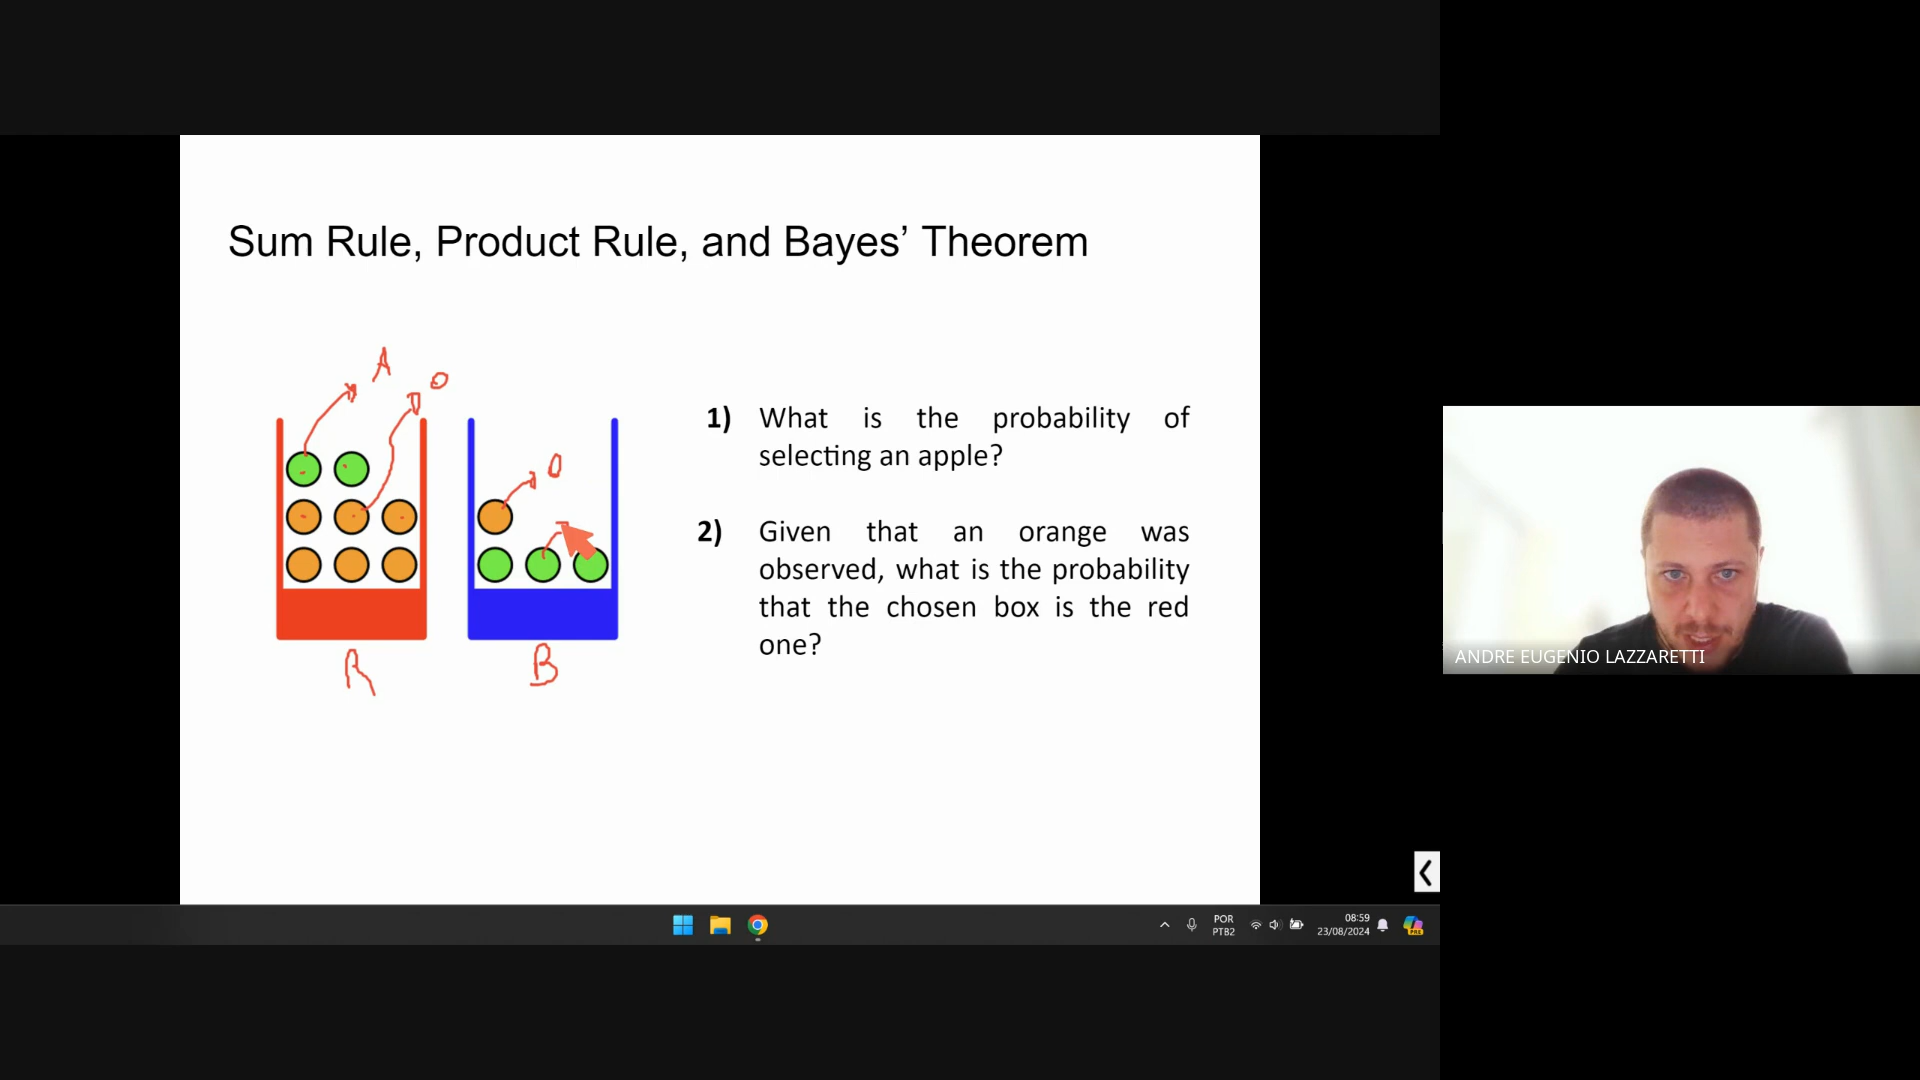 Sum Rule, Product Rule, and Bayes’ Theorem
A
O
O
R
B
1) What is the probability of
selecting an apple?
2) Given that an orange was
observed, what is the probability
that the chosen box is the red
one?
ANDRE EUGENIO LAZZARETTI
POR
PTB2
08:59
23/08/2024
PRE